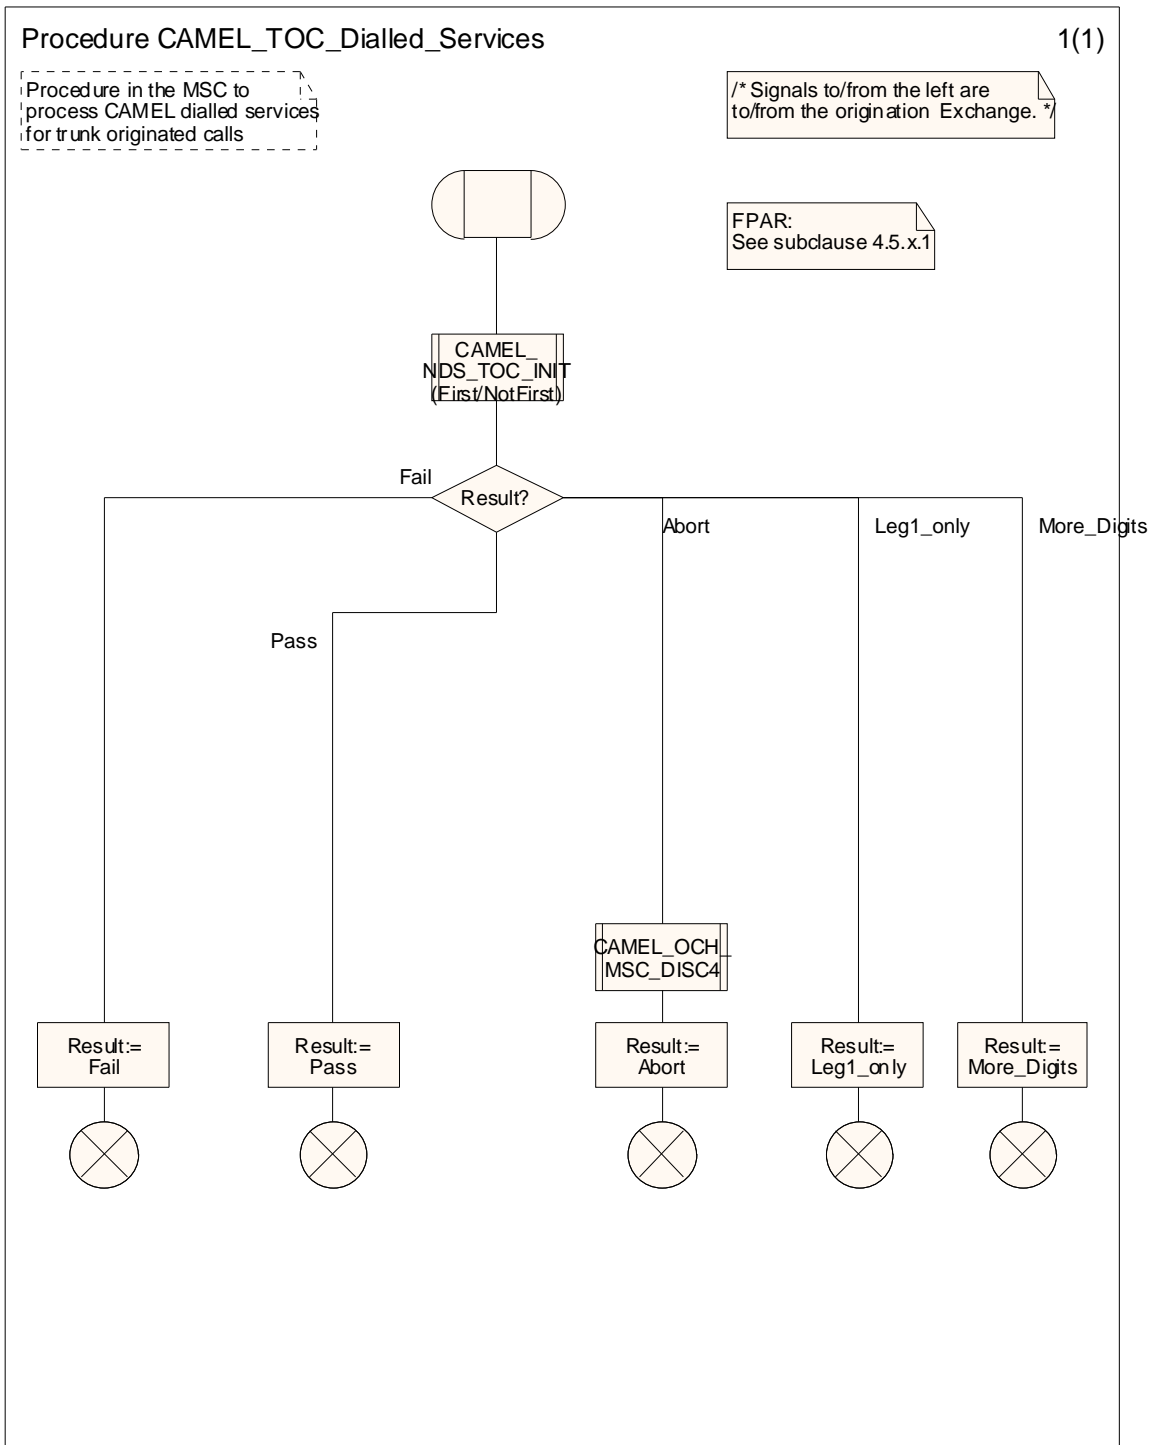 Procedure CAMEL_TOC_Dialled_Services
1(1)
Procedure in the MSC to
process CAMEL dialled services
for trunk originated calls
/* Signals to/from the left are
to/from the origination Exchange. */
FPAR:
See subclause 4.5.x.1
CAMEL_
NDS_TOC_INIT
(First/NotFirst)
Fail
Result?
Abort
Leg1_only
More_Digits
Pass
CAMEL_OCH_
MSC_DISC4
Result:=
Fail
Result:=
Pass
Result:=
Abort
Result:=
Leg1_only
Result:=
More_Digits